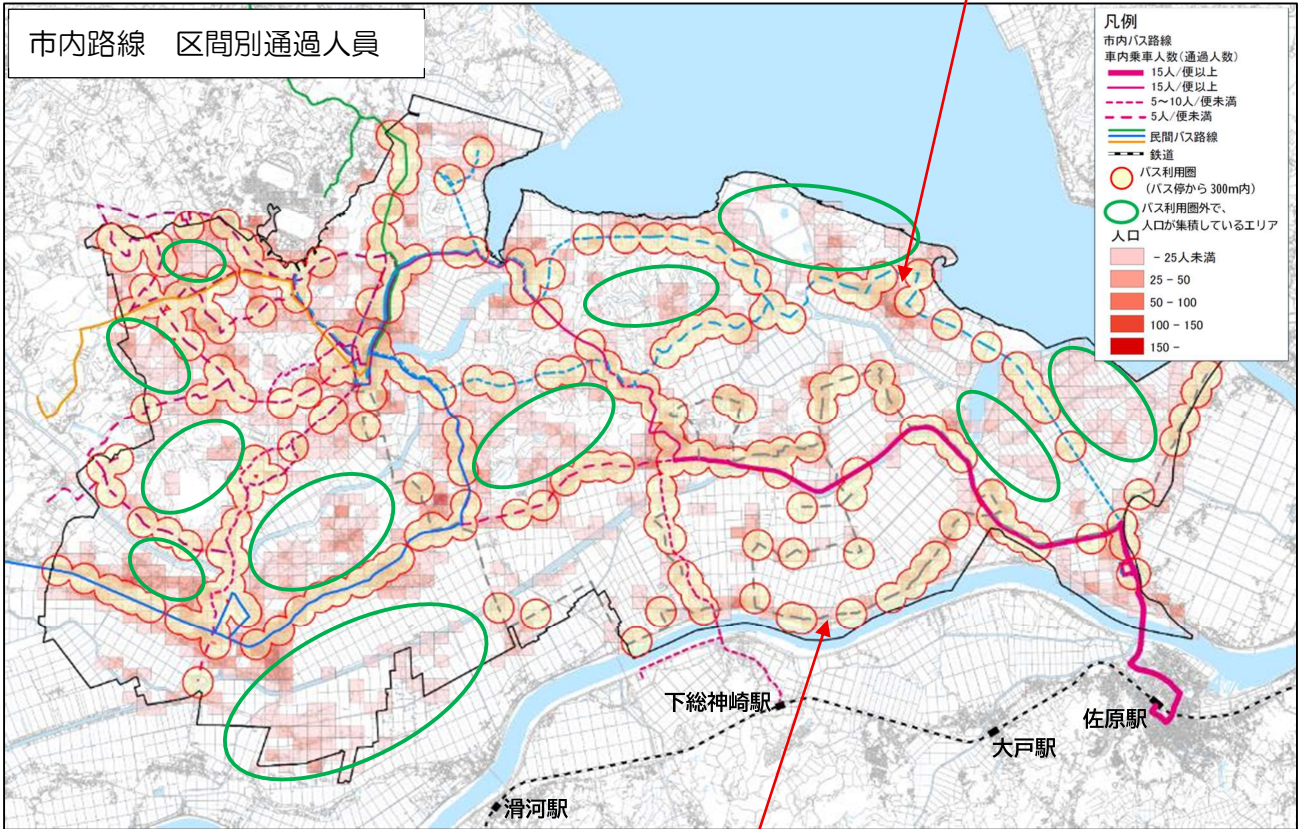 市内路線　区間別通過人員
凡例
市内バス路線
車内乗車人数(通過人数)
15人/便以上
15人/便以上
5～10人/便未満
5人/便未満
民間バス路線
鉄道
バス利用圏
(バス停から 300m内)
バス利用圏外で、
人口が集積しているエリア
人口
- 25人未満
25 - 50
50 - 100
100 - 150
150 -
下総神崎駅
佐原駅
大戸駅
滑河駅